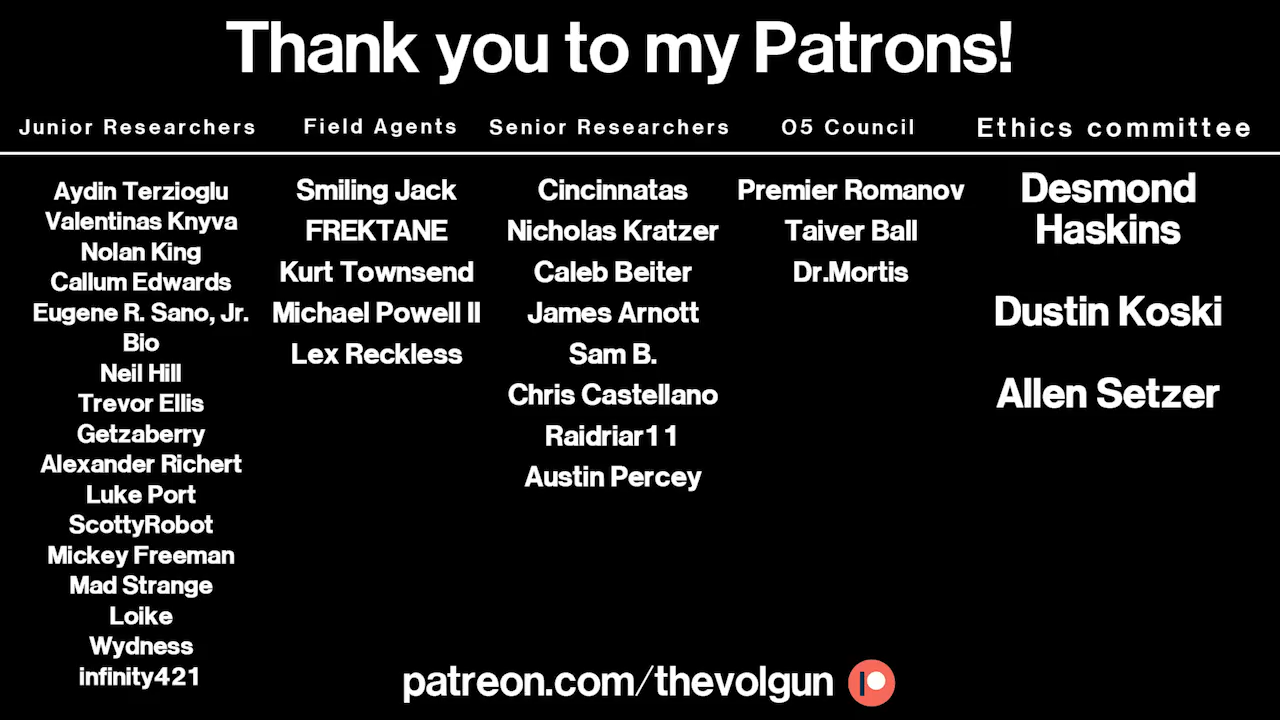 Thank you to my Patrons!
Junior Researchers
Aydin Terzioglu
Valentinas Knyva
Nolan King
Callum Edwards
Eugene R. Sano, Jr.
Bio
Neil Hill
Trevor Ellis
Getzaberry
Alexander Richert
Luke Port
ScottyRobot
Mickey Freeman
Mad Strange
Loike
Wydness
infinity421
Field Agents
Smiling Jack
FREKTANE
Kurt Townsend
Michael Powell II
Lex Reckless
Senior Researchers
Cincinnatas
Nicholas Kratzer
Caleb Beiter
James Arnott
Sam B.
Chris Castellano
Raidriar11
Austin Percey
O5 Council
Premier Romanov
Taiver Ball
Dr.Mortis
Ethics committee
Desmond
Haskins
Dustin Koski
Allen Setzer
patreon.com/thevolgun